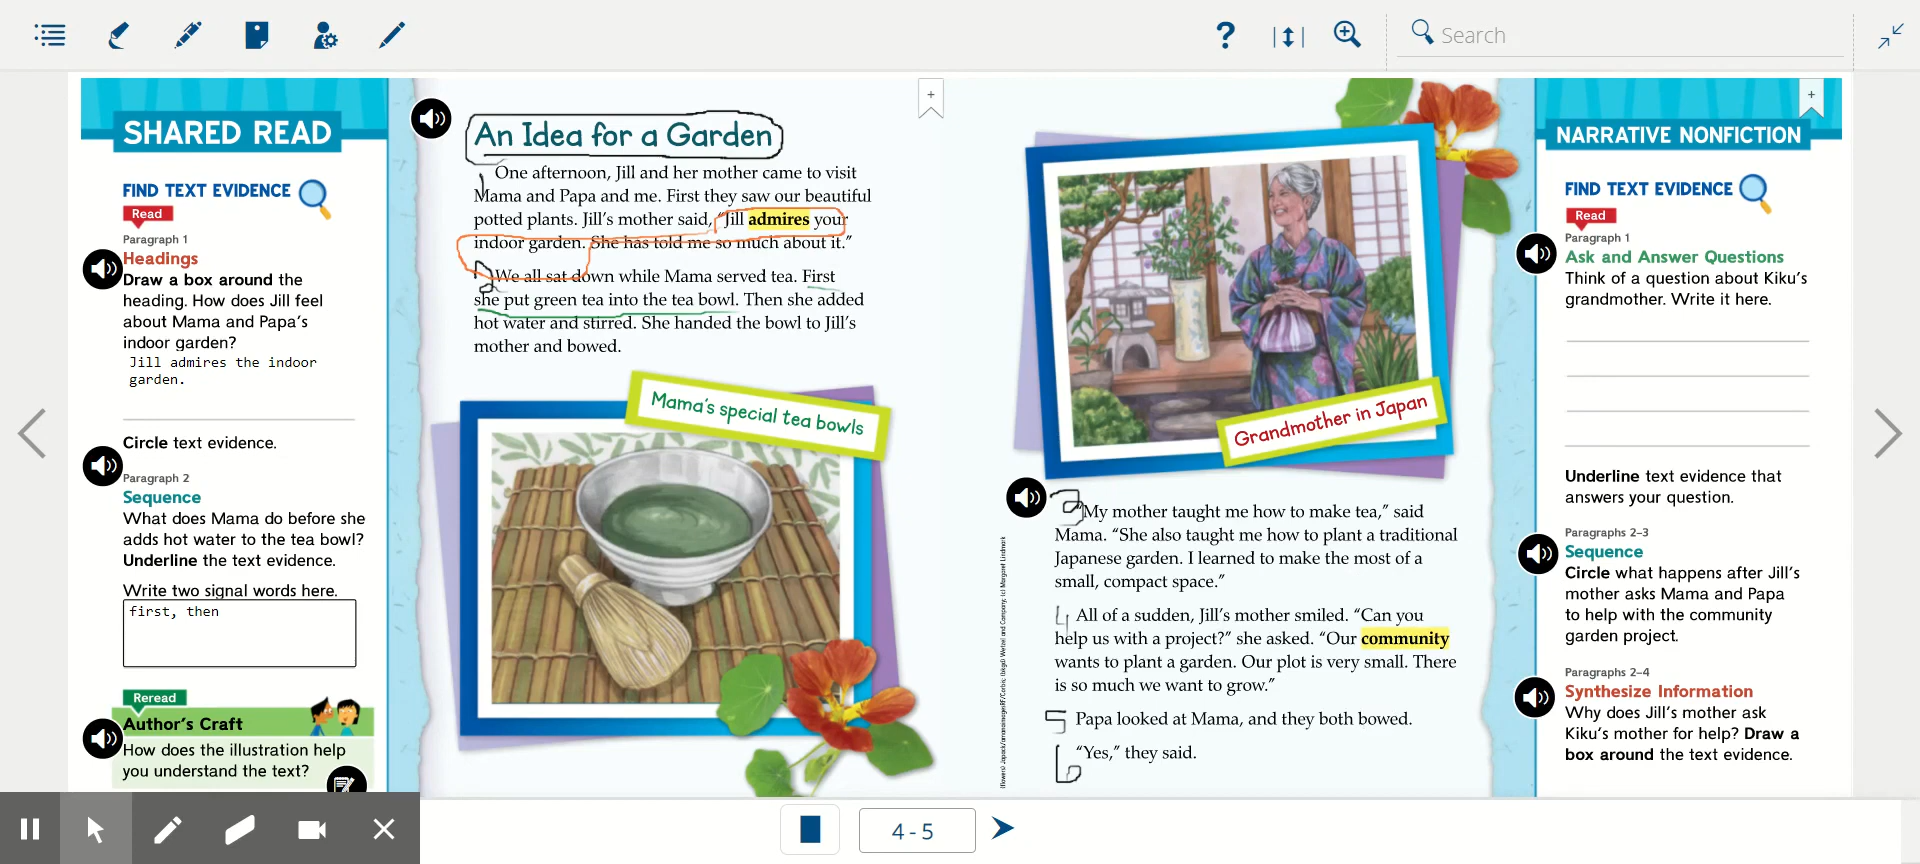 Search
SHARED READ
FIND TEXT EVIDENCE
Read
Paragraph 1
Headings
Draw a box around the
heading. How does Jill feel
about Mama and Papa's
indoor garden?
Jill admires the indoor
garden.
Circle text evidence.
Paragraph 2
Sequence
What does Mama do before she
adds hot water to the tea bowl?
Underline the text evidence.
Write two signal words here.
first, then
Reread
Author's Craft
How does the illustration help
you understand the text?
An Idea for a Garden
1
One afternoon, Jill and her mother came to visit
Mama and Papa and me. First they saw our beautiful
potted plants. Jill's mother said, "Jill admires your
indoor garden. She has told me so much about it."
2
We all sat down while Mama served tea. First
she put green tea into the tea bowl. Then she added
hot water and stirred. She handed the bowl to Jill's
mother and bowed.
Mama's special tea bowls
Grandmother in Japan
"My mother taught me how to make tea," said
Mama. "She also taught me how to plant a traditional
Japanese garden. I learned to make the most of a
small, compact space."
4
All of a sudden, Jill's mother smiled. "Can you
help us with a project?" she asked. "Our community
wants to plant a garden. Our plot is very small. There
is so much we want to grow."
5
Papa looked at Mama, and they both bowed.
6
"Yes," they said.
NARRATIVE NONFICTION
FIND TEXT EVIDENCE
Read
Paragraph 1
Ask and Answer Questions
Think of a question about Kiku's
grandmother. Write it here.
Underline text evidence that
answers your question.
Paragraphs 2–3
Sequence
Circle what happens after Jill's
mother asks Mama and Papa
to help with the community
garden project.
Paragraphs 2–4
Synthesize Information
Why does Jill's mother ask
Kiku's mother for help? Draw a
box around the text evidence.
4 - 5